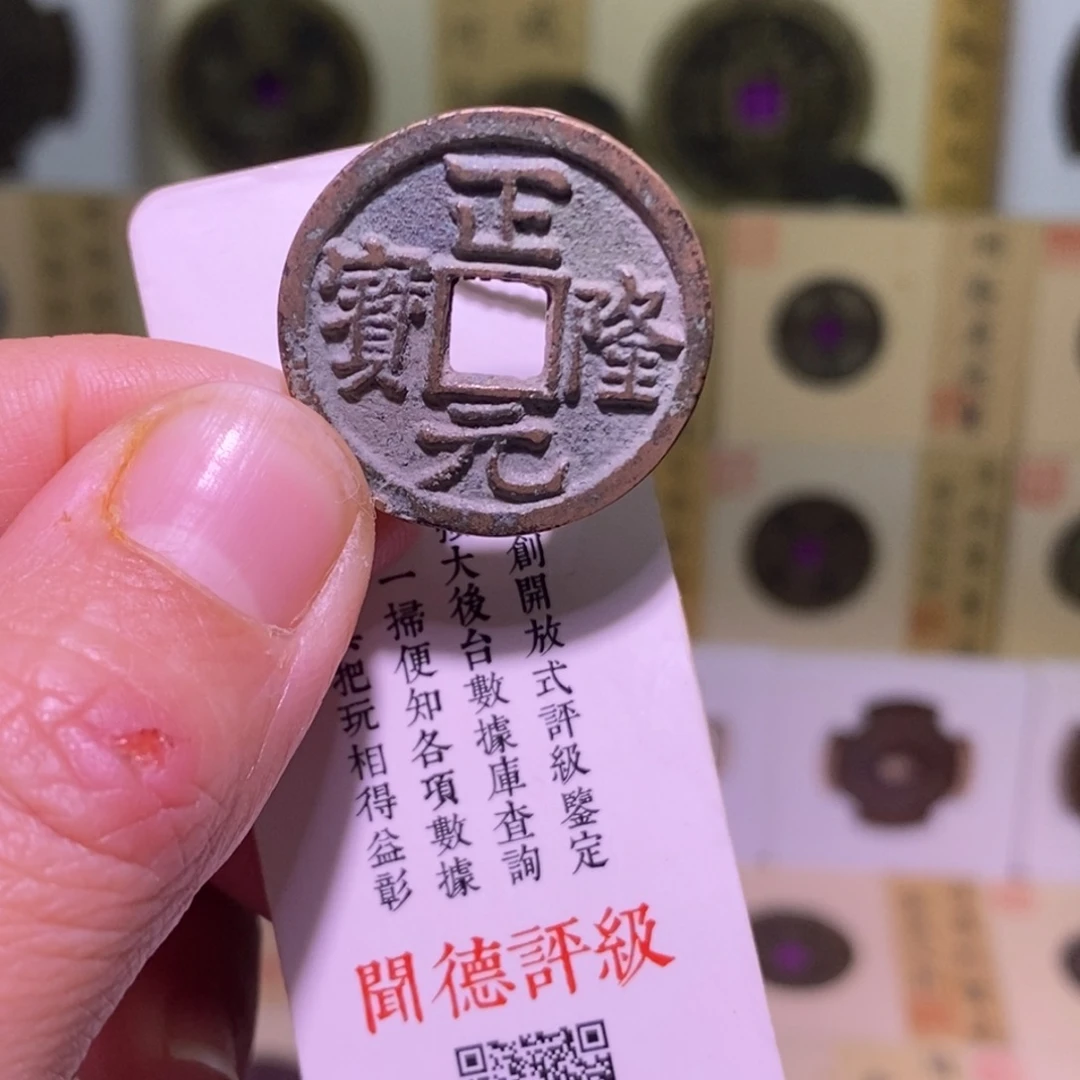 正隆元寶
創開放式評級鑒定
大後台數據庫查詢
一掃便知各項數據
把玩相得益彰
聞德評級